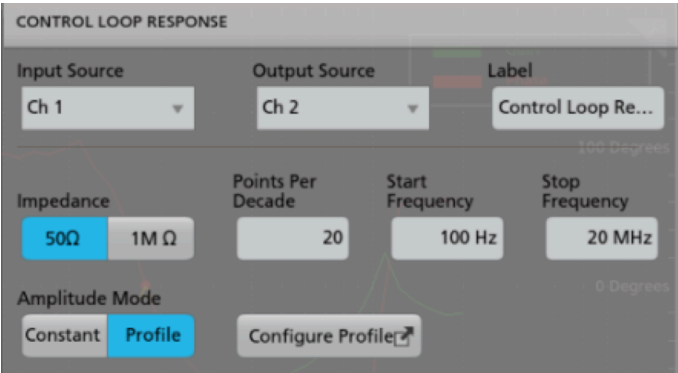 CONTROL LOOP RESPONSE
Input Source Output Source Label
Ch 1 Ch 2 Control Loop Re...
100 Degrees
Impedance Points Per Decade Start Frequency Stop Frequency
50Ω 1M Ω 20 100 Hz 20 MHz
0 Degrees
Amplitude Mode
Constant Profile Configure Profile